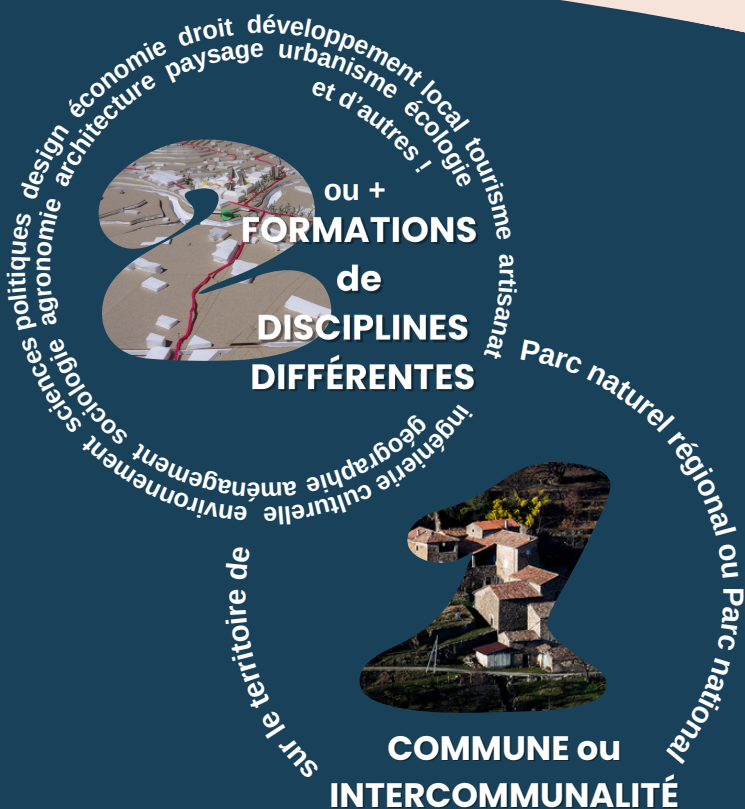 ingénierie culturelle environnement sciences politiques design économie droit développement local tourisme artisanat
géographie aménagement sociologie agronomie architecture paysage urbanisme écologie
et d’autres !
2
ou +
FORMATIONS
de
DISCIPLINES
DIFFÉRENTES
sur le territoire de
Parc naturel régional ou Parc national
1
COMMUNE ou
INTERCOMMUNALITÉ